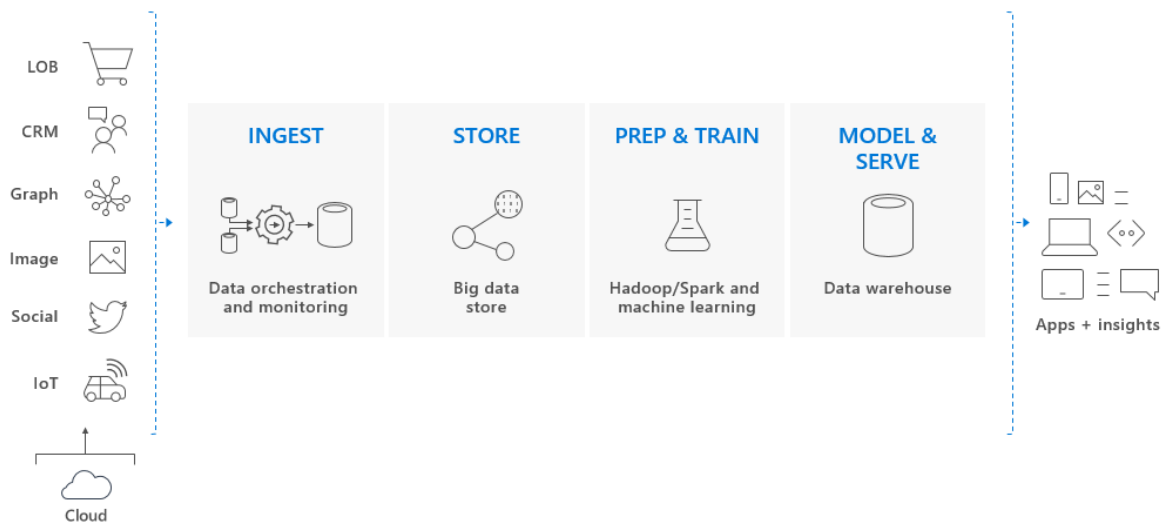 LOB
CRM
Graph
Image
Social
IoT
Cloud
INGEST
Data orchestration
and monitoring
STORE
Big data
store
PREP & TRAIN
Hadoop/Spark and
machine learning
MODEL &
SERVE
Data warehouse
Apps + insights